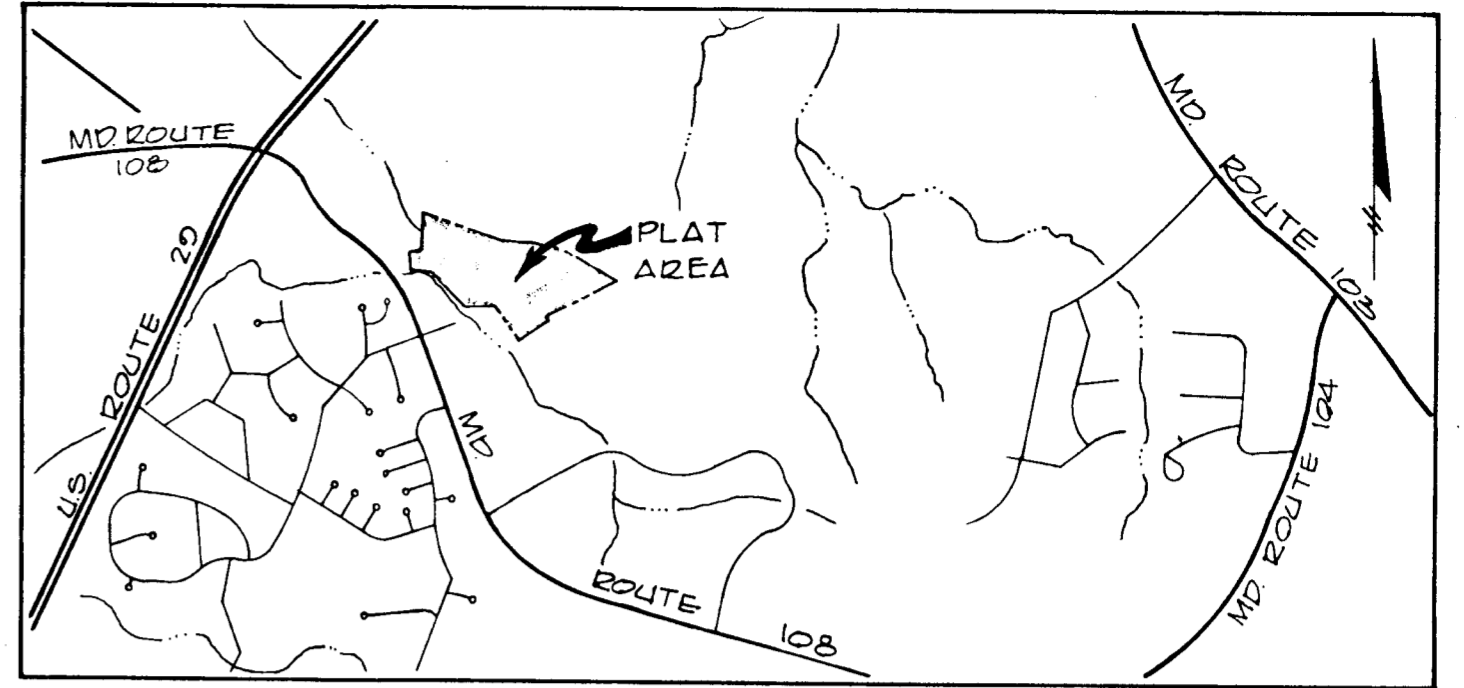 MD. ROUTE
108
U.S. ROUTE 29
PLAT
AREA
MD. ROUTE 103
MD. ROUTE 104
MD. ROUTE 108
N